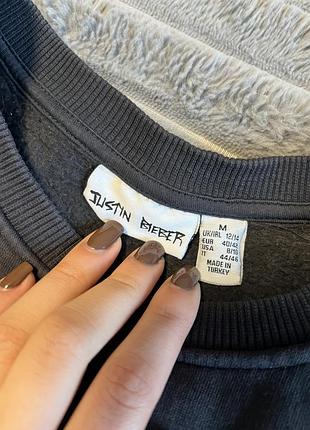 JUSTIN BIEBER
M
UK/IRL 12/14
EUR 40/42
USA 8/10
IT 44/46
MADE IN
TURKEY